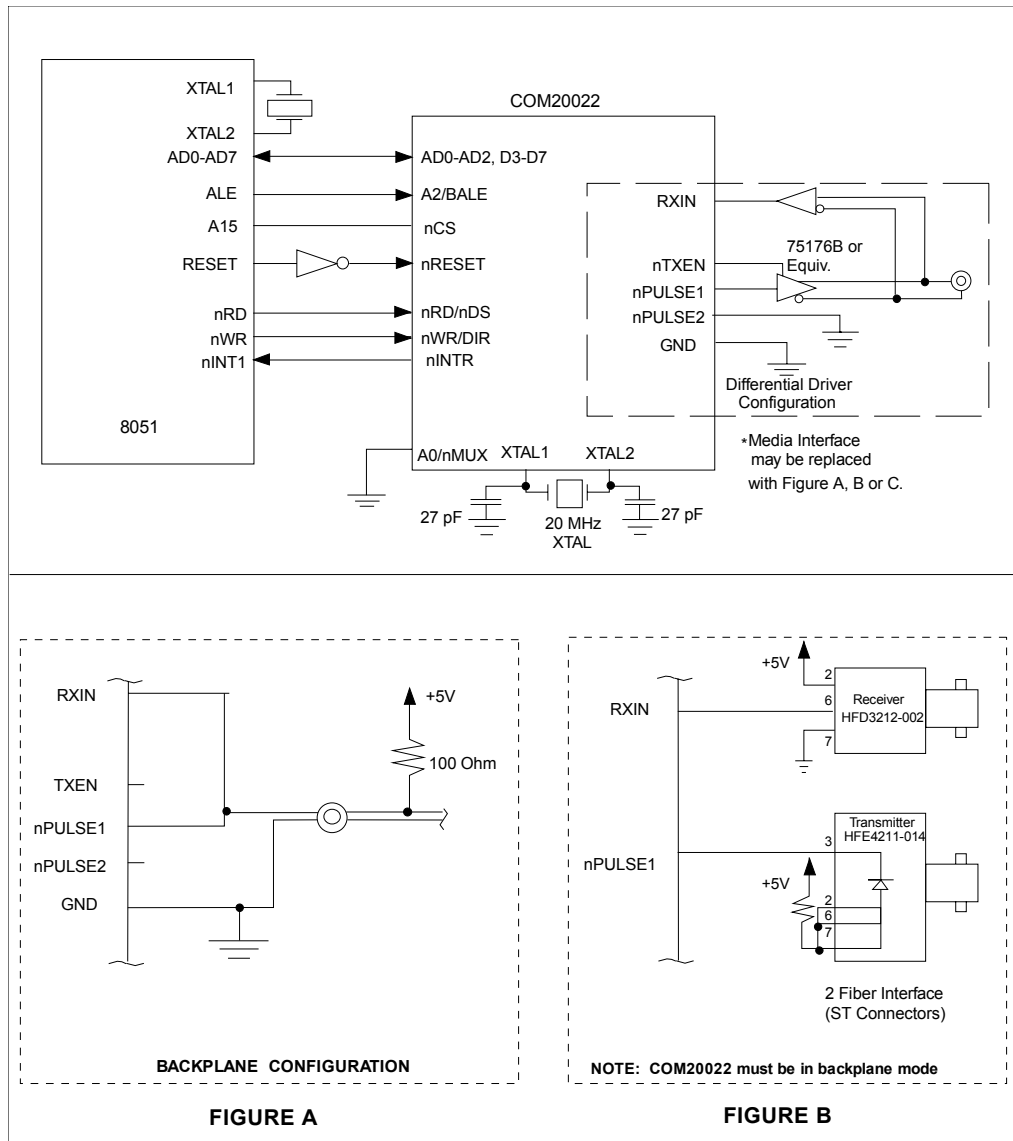 COM20022
XTAL1
XTAL2
AD0-AD7
ALE
A15
RESET
nRD
nWR
nINT1
8051
AD0-AD2, D3-D7
A2/BALE
nCS
nRESET
nRD/nDS
nWR/DIR
nINTR
A0/nMUX
XTAL1
XTAL2
RXIN
nTXEN
nPULSE1
nPULSE2
GND
75176B or
Equiv.
Differential Driver
Configuration
*Media Interface
may be replaced
with Figure A, B or C.
27 pF
20 MHz
XTAL
27 pF
RXIN
TXEN
nPULSE1
nPULSE2
GND
+5V
100 Ohm
BACKPLANE CONFIGURATION
FIGURE A
RXIN
nPULSE1
+5V
2
6
7
Receiver
HFD3212-002
Transmitter
HFE4211-014
3
+5V
2
6
7
2 Fiber Interface
(ST Connectors)
NOTE: COM20022 must be in backplane mode
FIGURE B